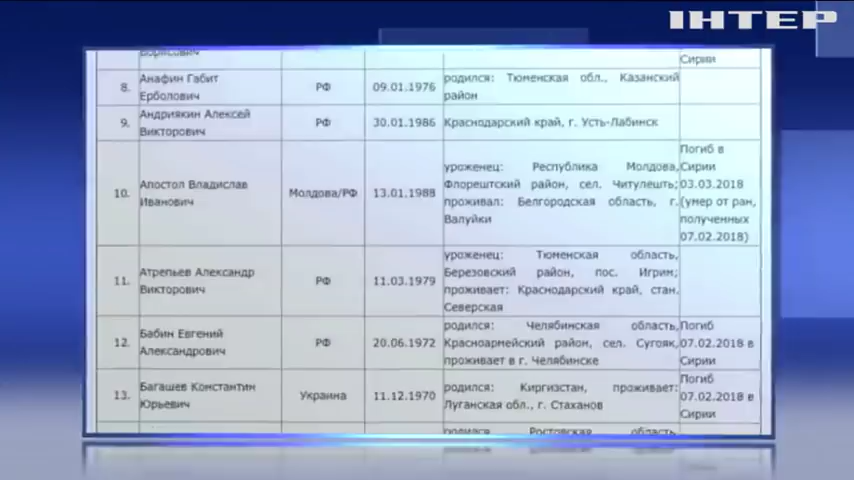 ІНТЕР
Борисович
Сирии
8. Анафин Габит
Ерболович
РФ
09.01.1976
родился: Тюменская обл., Казанский
район
9. Андриякин Алексей
Викторович
РФ
30.01.1986
Краснодарский край, г. Усть-Лабинск
10. Апостол Владислав
Иванович
Молдова/РФ
13.01.1988
уроженец: Республика Молдова,
Флорештский район, сел. Читулешть;
проживал: Белгородская область, г.
Валуйки
Погиб в
Сирии
03.03.2018
(умер от ран,
полученных
07.02.2018)
11. Атрепьев Александр
Викторович
РФ
11.03.1979
уроженец: Тюменская область,
Березовский район, пос. Игрин;
проживает: Краснодарский край, стан.
Северская
12. Бабин Евгений
Александрович
РФ
20.06.1972
родился: Челябинская область,
Красноармейский район, сел. Сугояк,
проживает в г. Челябинске
Погиб
07.02.2018 в
Сирии
13. Багашев Константин
Юрьевич
Украина
11.12.1970
родился: Киргизстан, проживает:
Луганская обл., г. Стаханов
Погиб
07.02.2018 в
Сирии
родился Ростовская область,